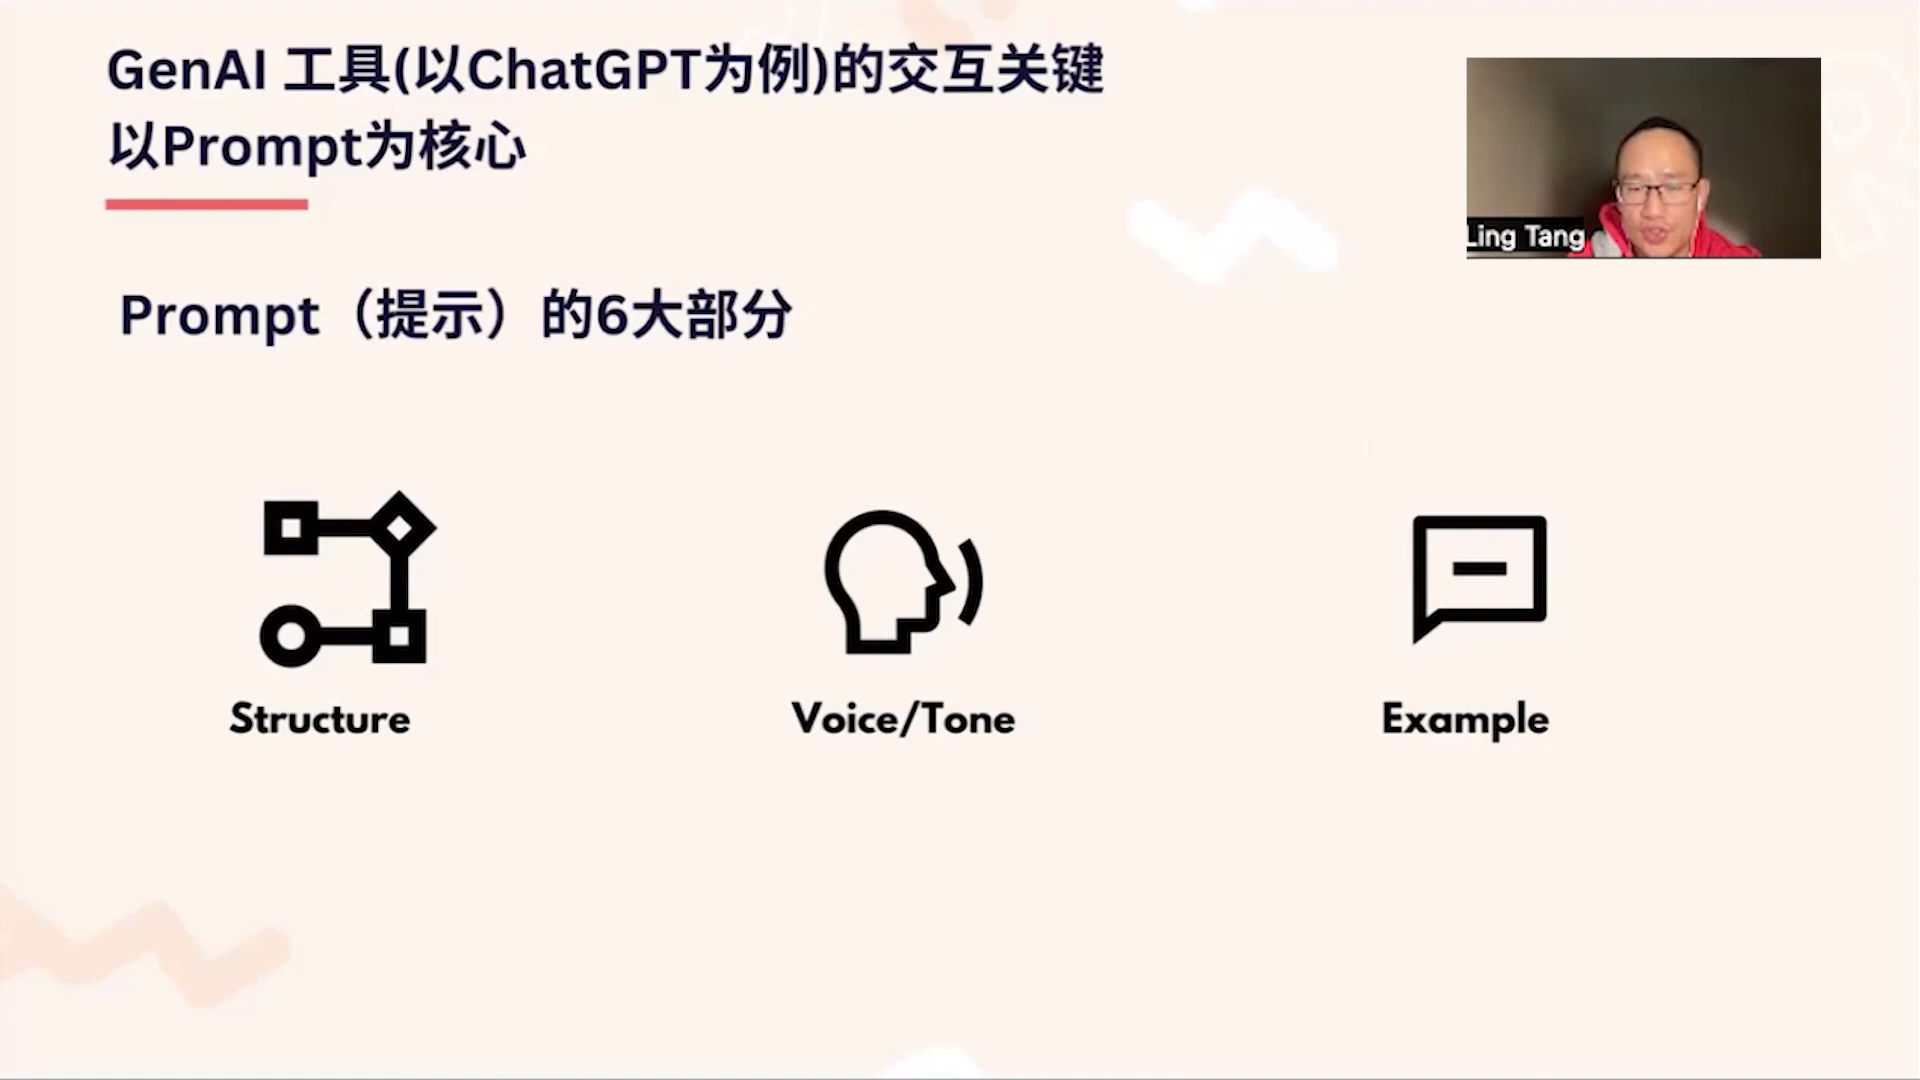 GenAI 工具(以ChatGPT为例)的交互关键
以Prompt为核心
Ling Tang
Prompt（提示）的6大部分
Structure
Voice/Tone
Example